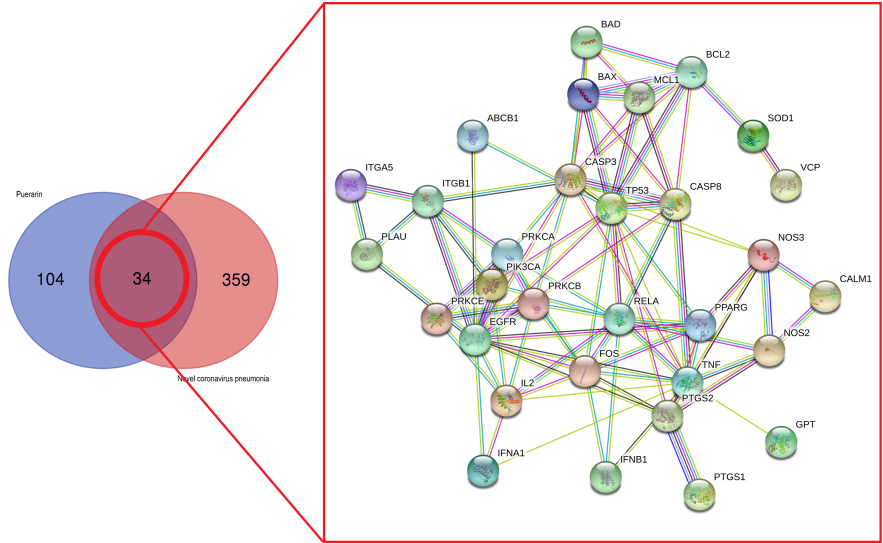 Puerarin
104
34
359
Novel coronavirus pneumonia
BAD
BCL2
BAX
MCL1
ABCB1
SOD1
VCP
CASP3
ITGA5
ITGB1
TP53
CASP8
PLAU
PRKCA
NOS3
PIK3CA
CALM1
PRKCB
PRKCE
RELA
PPARG
EGFR
NOS2
FOS
TNF
IL2
PTGS2
GPT
IFNA1
IFNB1
PTGS1